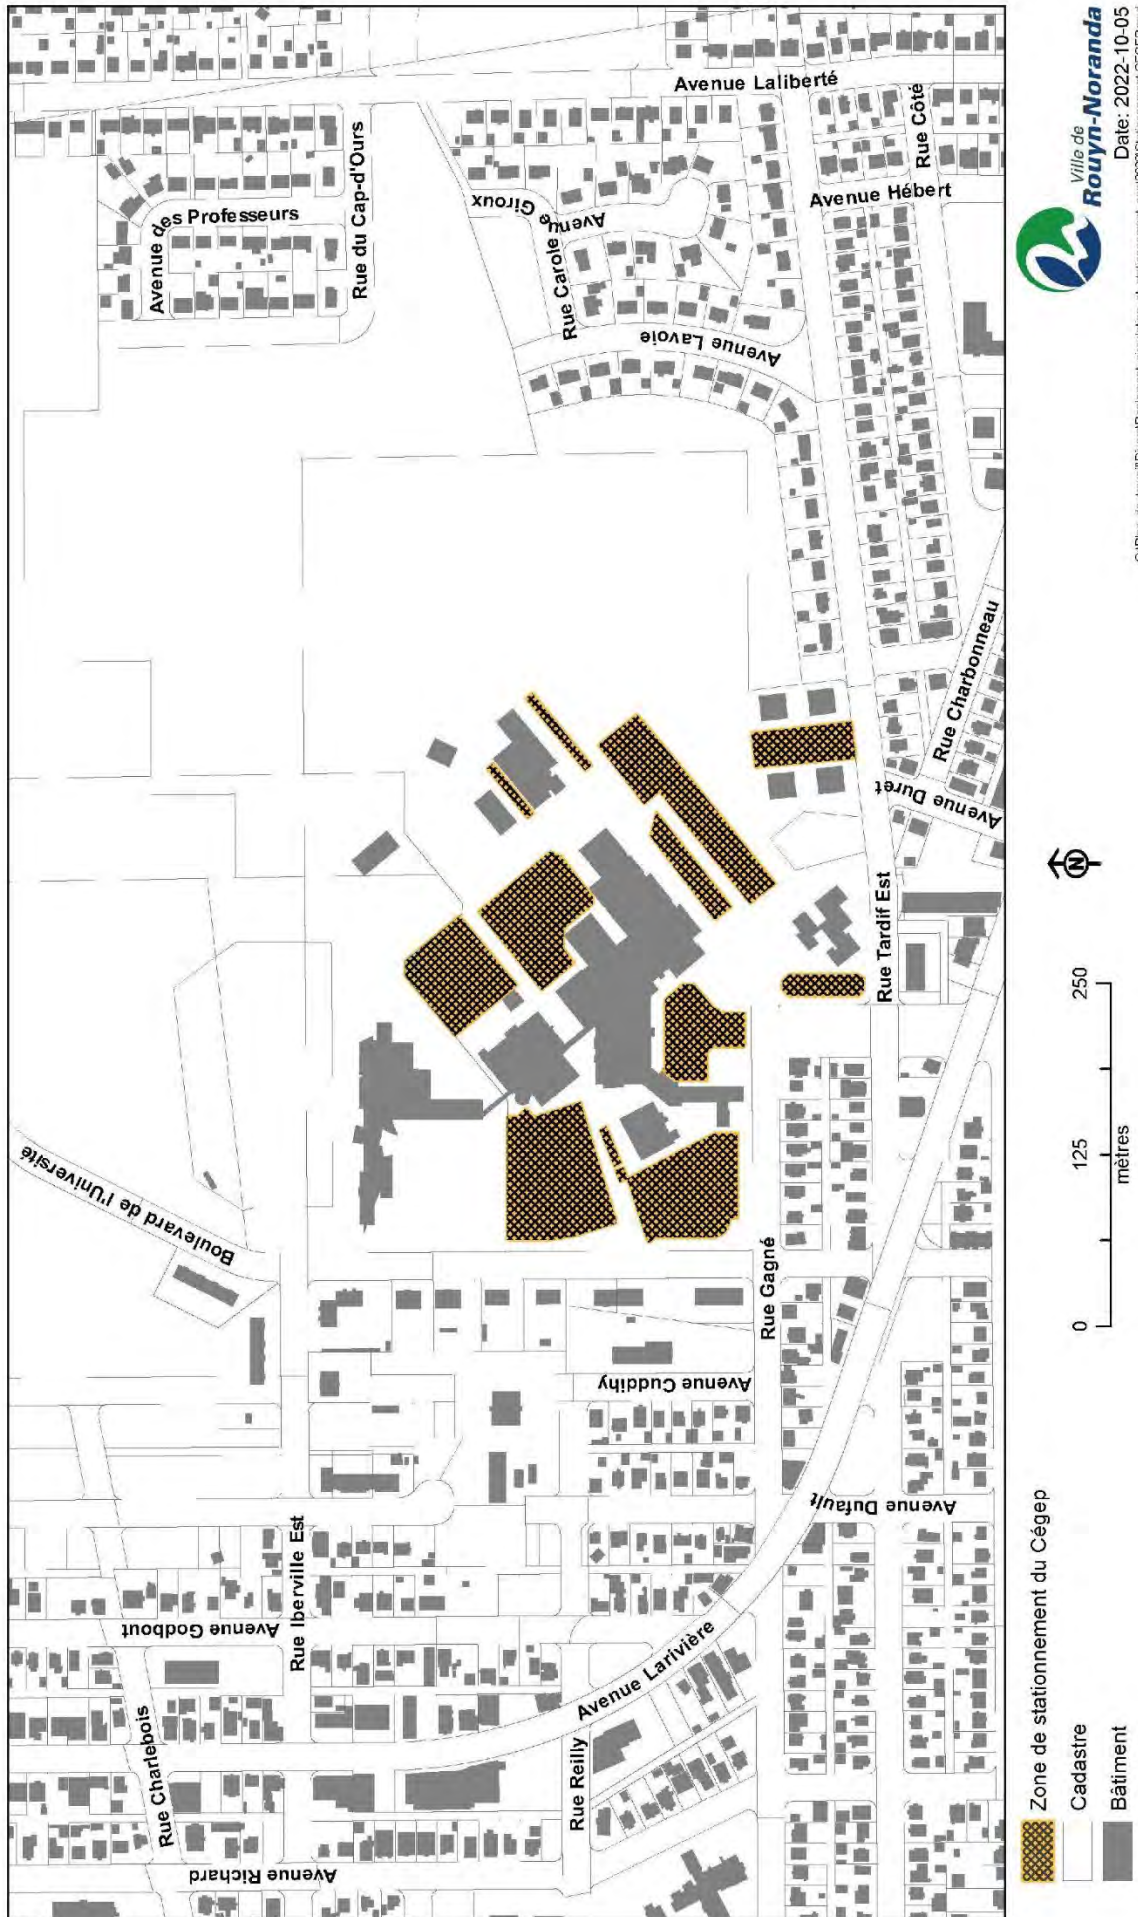 Avenue Laliberté
Rue Côté
Avenue Hébert
Avenue des Professeurs
Rue du Cap-d'Ours
Avenue Giroux
Rue Carole
Avenue Lavoie
Rue Charbonneau
Avenue Duret
Rue Tardif Est
Boulevard de l'Université
Rue Gagné
Avenue Cuddihy
Avenue Dufault
Rue Iberville Est
Avenue Godbout
Avenue Larivière
Rue Charlebois
Rue Reilly
Avenue Richard
Zone de stationnement du Cégep
Cadastre
Bâtiment
0 125 250
mètres
N
Ville de
Rouyn-Noranda
Date: 2022-10-05